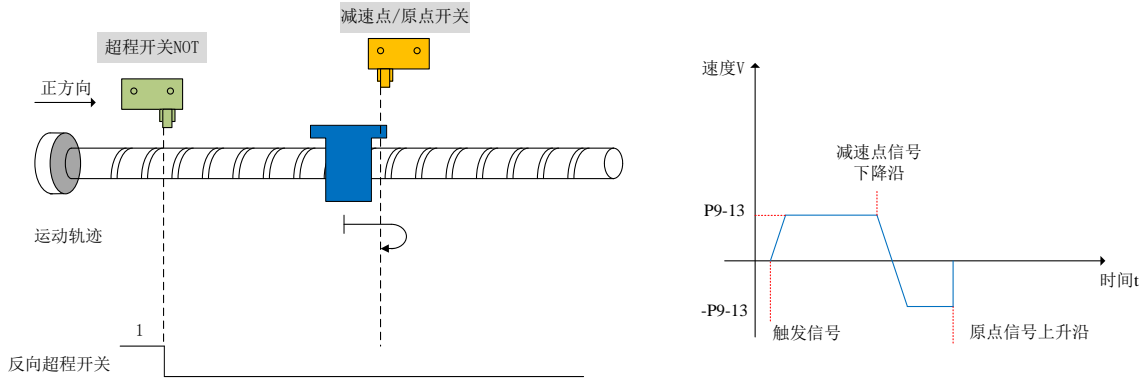 减速点/原点开关
超程开关NOT
正方向
运动轨迹
1
反向超程开关
速度V
减速点信号
下降沿
P9-13
时间t
-P9-13
触发信号
原点信号上升沿